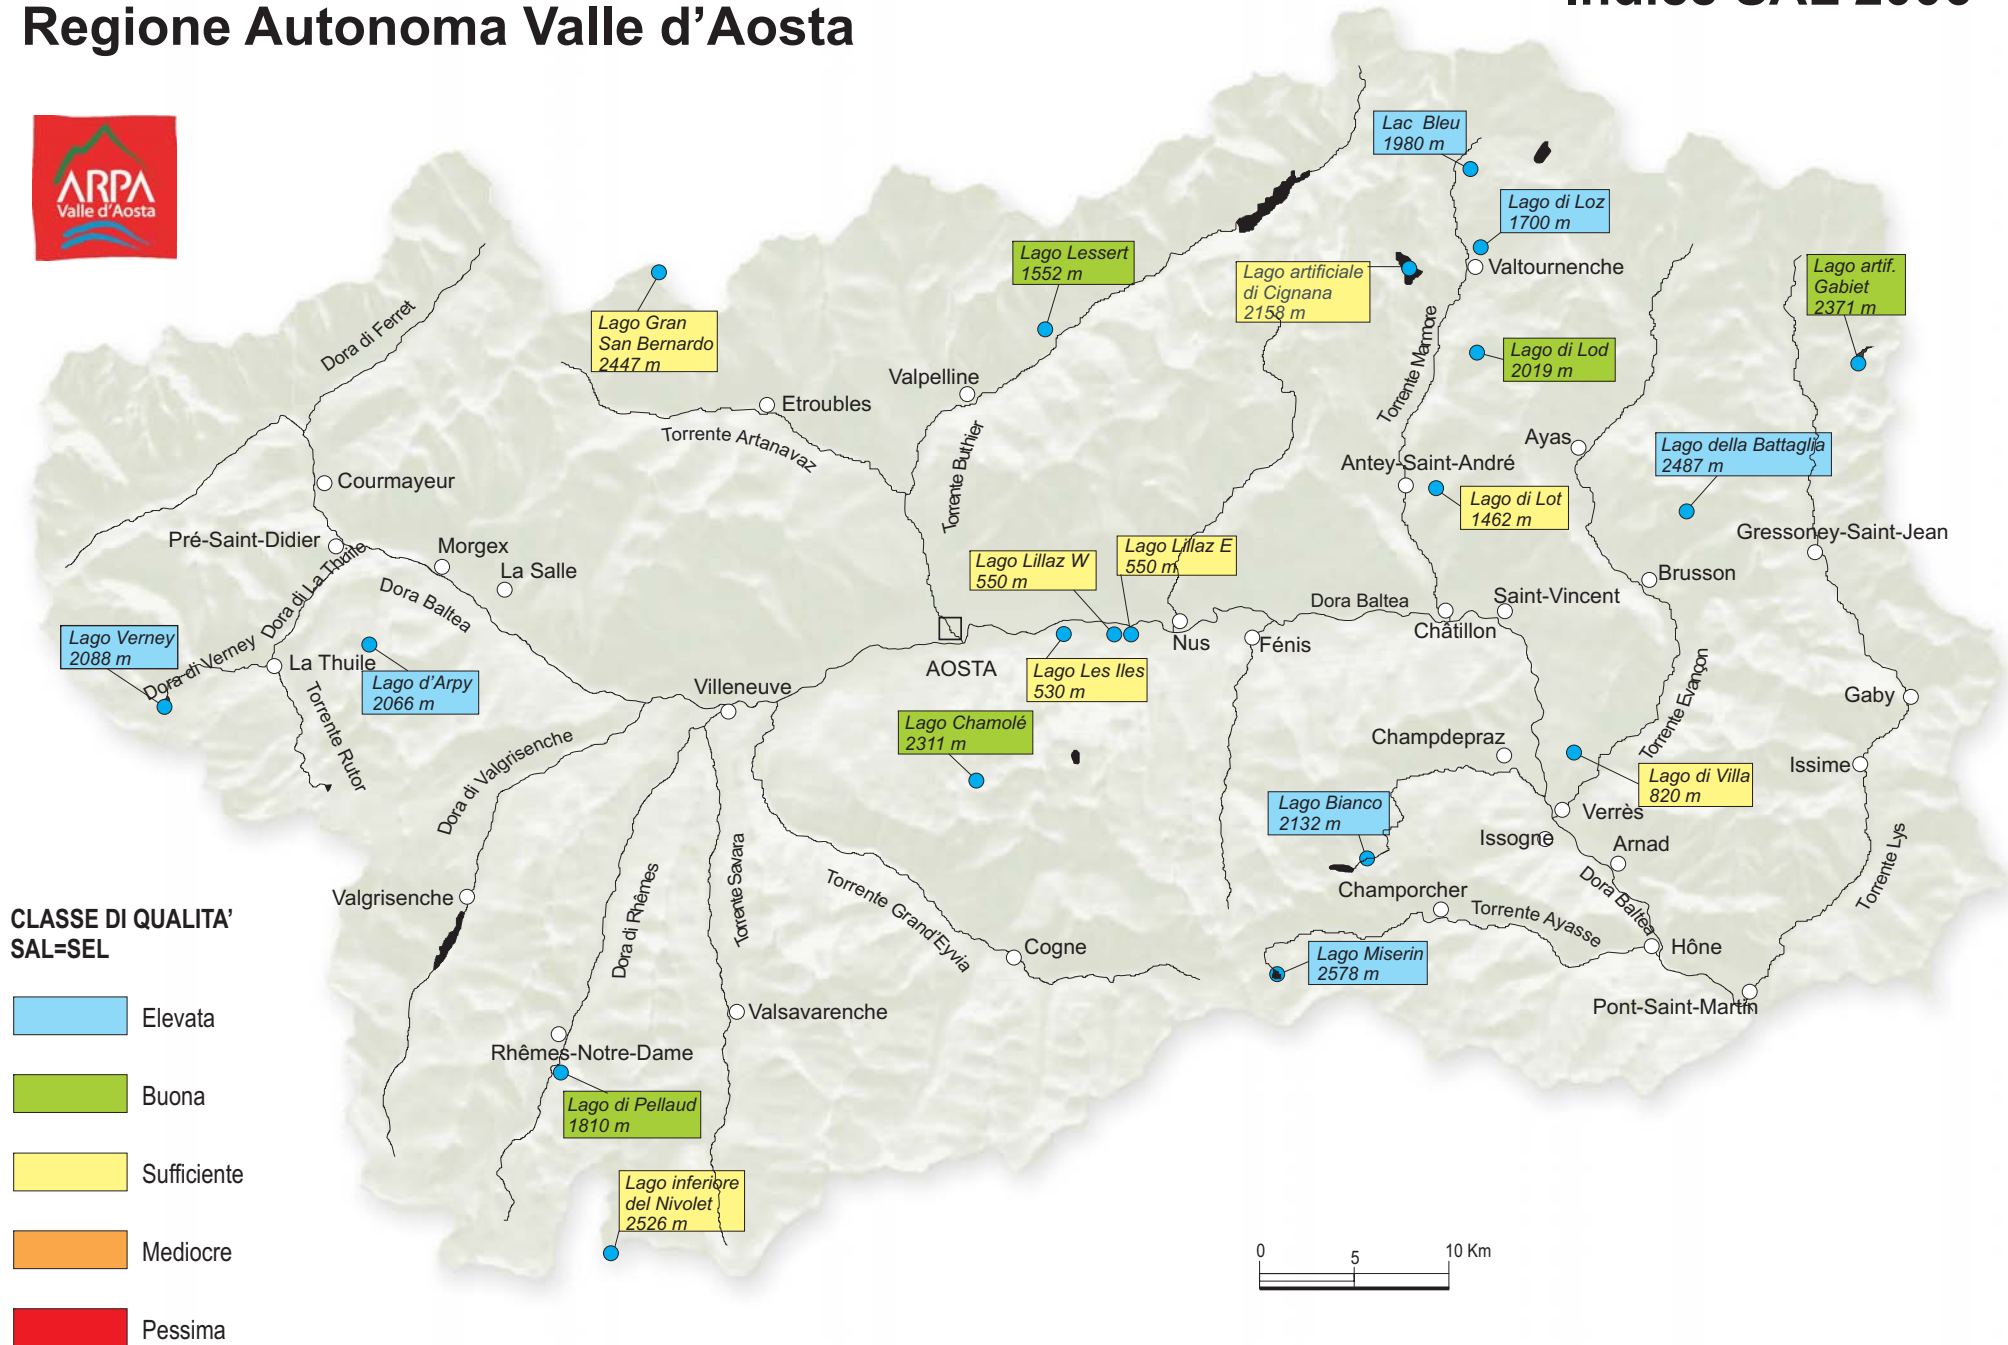 Regione Autonoma Valle d'Aosta
ARPA
Valle d'Aosta
Lac Bleu
1980 m
Lago di Loz
1700 m
Valtournenche
Lago Lessert
1552 m
Lago artificiale
di Cignana
2158 m
Lago artif.
Gabiet
2371 m
Dora di Ferret
Lago Gran
San Bernardo
2447 m
Torrente Marmore
Lago di Lod
2019 m
Valpelline
Etroubles
Torrente Artanavaz
Torrente Buthier
Ayas
Lago della Battaglia
2487 m
Antey-Saint-André
Lago di Lot
1462 m
Courmayeur
Pré-Saint-Didier
Morgex
La Salle
Gressoney-Saint-Jean
Lago Lillaz W
550 m
Lago Lillaz E
550 m
Brusson
Dora di La Thuile
Dora Baltea
Dora Baltea
Saint-Vincent
Châtillon
Nus
Fénis
Lago Verney
2088 m
Dora di Verney
La Thuile
Lago d'Arpy
2066 m
AOSTA
Lago Les Iles
530 m
Villeneuve
Torrente Rutor
Gaby
Lago Chamolé
2311 m
Torrente Evançon
Champdepraz
Dora di Valgrisenche
Issime
Lago di Villa
820 m
Lago Bianco
2132 m
Verrès
Issogne
Arnad
Torrente Savara
Dora di Rhêmes
Torrente Grand'Eyvia
Torrente Lys
Valgrisenche
Champorcher
Dora Baltea
Torrente Ayasse
Cogne
Hône
Lago Miserin
2578 m
Pont-Saint-Martin
Valsavarenche
Rhêmes-Notre-Dame
Lago di Pellaud
1810 m
Lago inferiore
del Nivolet
2526 m
CLASSE DI QUALITA'
SAL=SEL
Elevata
Buona
Sufficiente
Mediocre
Pessima
0 5 10 Km